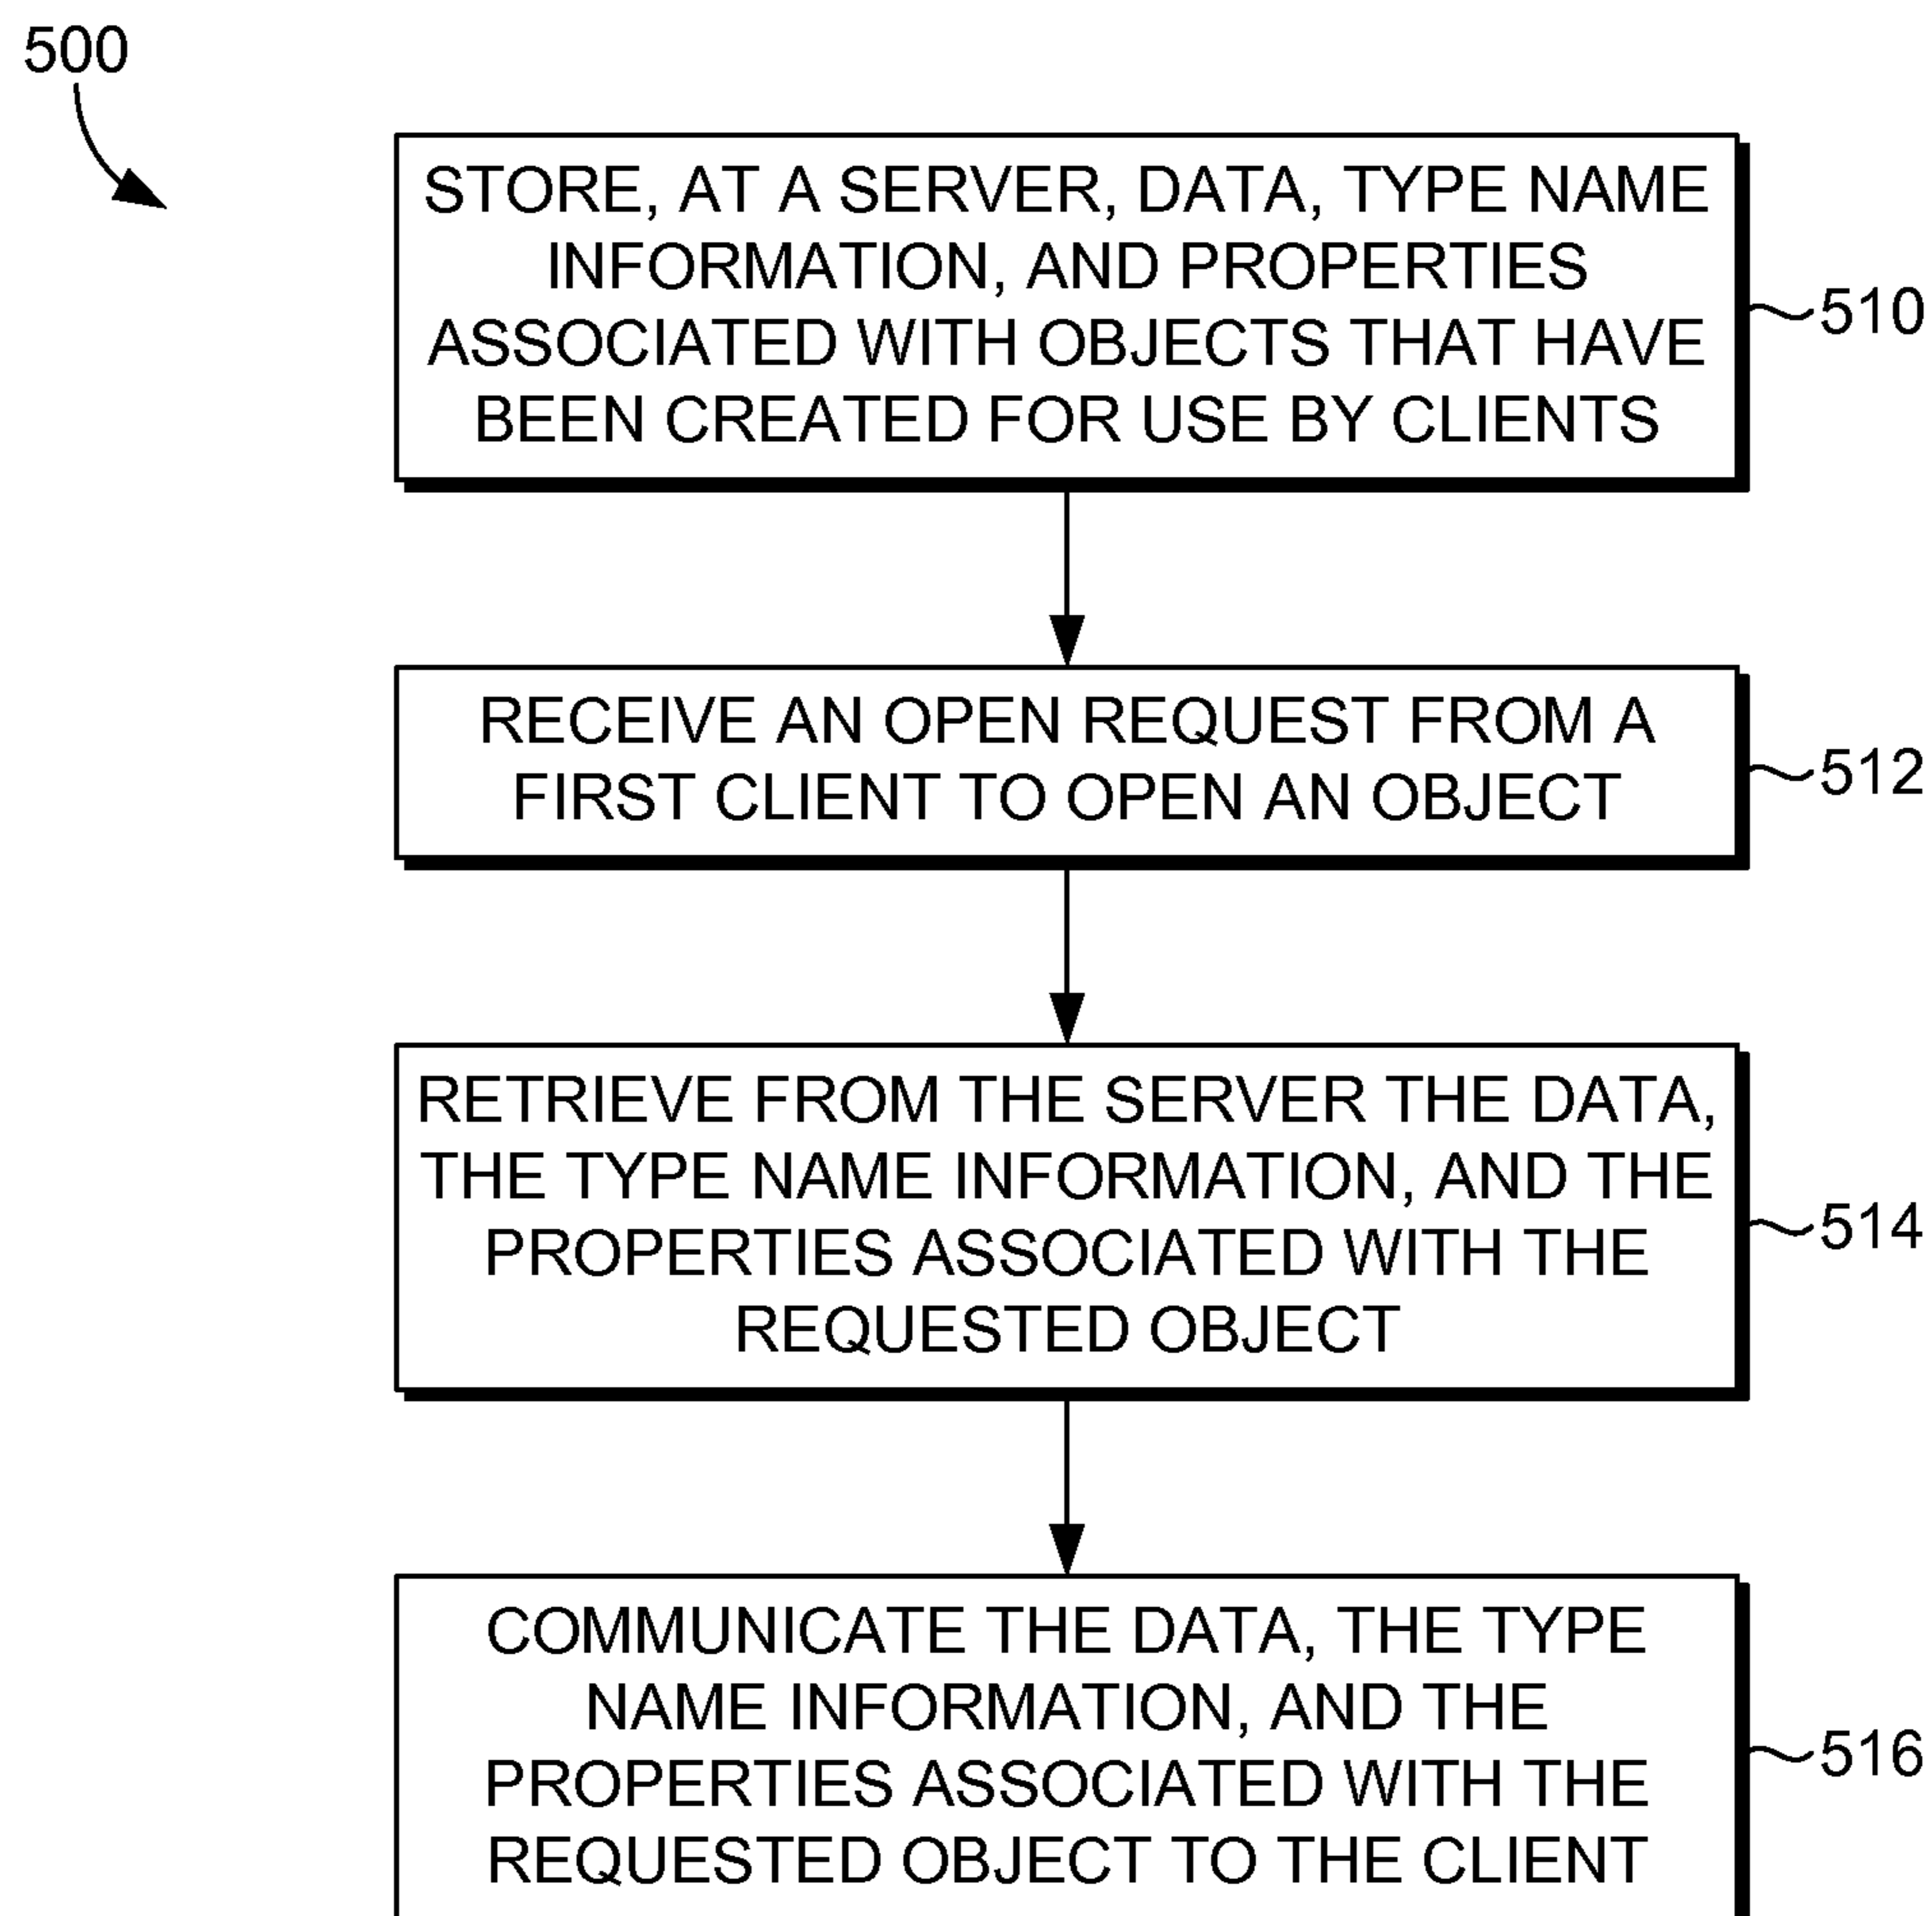 500
STORE, AT A SERVER, DATA, TYPE NAME
INFORMATION, AND PROPERTIES
ASSOCIATED WITH OBJECTS THAT HAVE
BEEN CREATED FOR USE BY CLIENTS
510
RECEIVE AN OPEN REQUEST FROM A
FIRST CLIENT TO OPEN AN OBJECT
512
RETRIEVE FROM THE SERVER THE DATA,
THE TYPE NAME INFORMATION, AND THE
PROPERTIES ASSOCIATED WITH THE
REQUESTED OBJECT
514
COMMUNICATE THE DATA, THE TYPE
NAME INFORMATION, AND THE
PROPERTIES ASSOCIATED WITH THE
REQUESTED OBJECT TO THE CLIENT
516